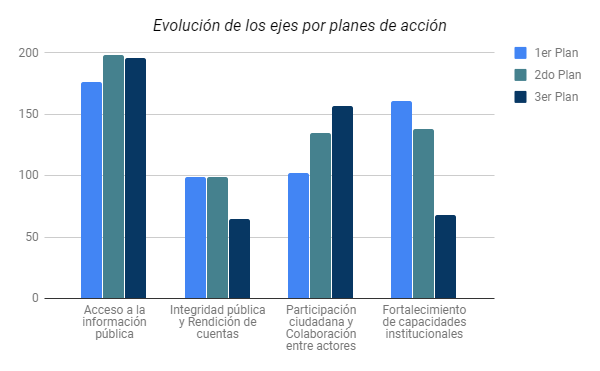 Evolución de los ejes por planes de acción
200
150
100
50
0
1er Plan
2do Plan
3er Plan
Acceso a la
información
pública
Integridad pública
y Rendición de
cuentas
Participación
ciudadana y
Colaboración
entre actores
Fortalecimiento
de capacidades
institucionales